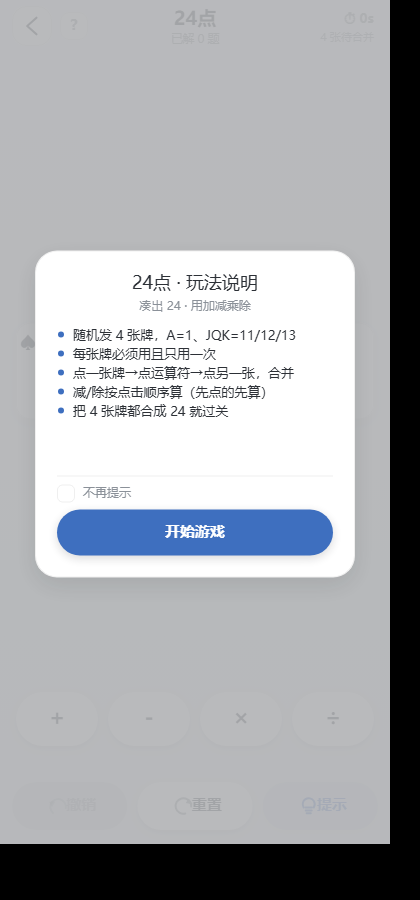 ?
24点
已解 0 题
0s
4 张待合并
24点 · 玩法说明
凑出 24 · 用加减乘除
随机发 4 张牌，A=1、JQK=11/12/13
每张牌必须用且只用一次
点一张牌→点运算符→点另一张，合并
减/除按点击顺序算（先点的先算）
把 4 张牌都合成 24 就过关
不再提示
开始游戏
+ - × ÷
重置 提示